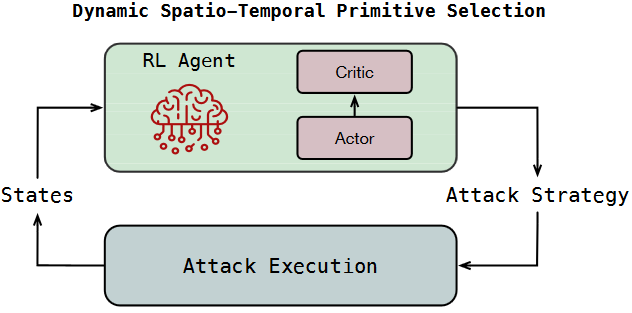 Dynamic Spatio-Temporal Primitive Selection
RL Agent
Critic
Actor
States
Attack Strategy
Attack Execution